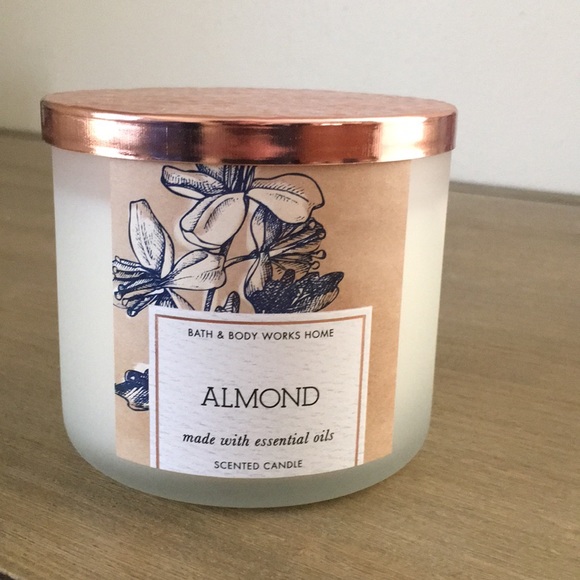 BATH & BODY WORKS HOME
ALMOND
made with essential oils
SCENTED CANDLE